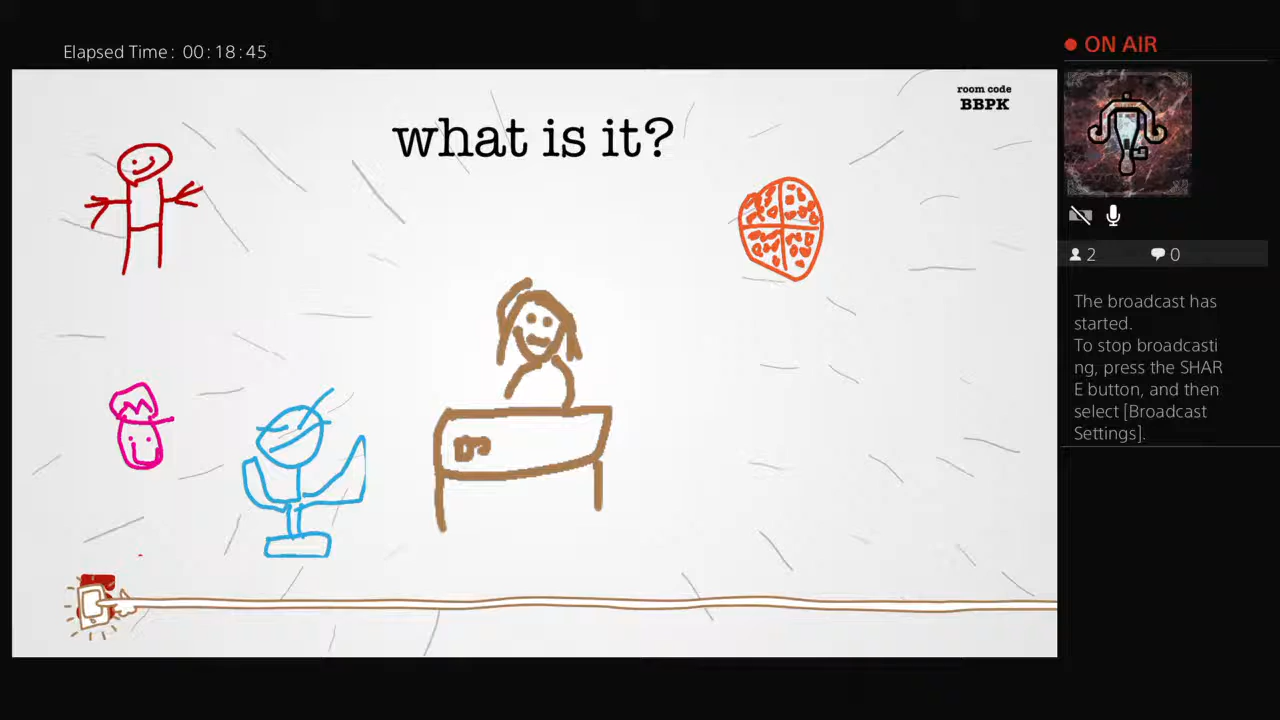 Elapsed Time: 00:18:45
ON AIR
room code
BBPK
what is it?
2
0
The broadcast has
started.
To stop broadcasti
ng, press the SHAR
E button, and then
select [Broadcast
Settings].